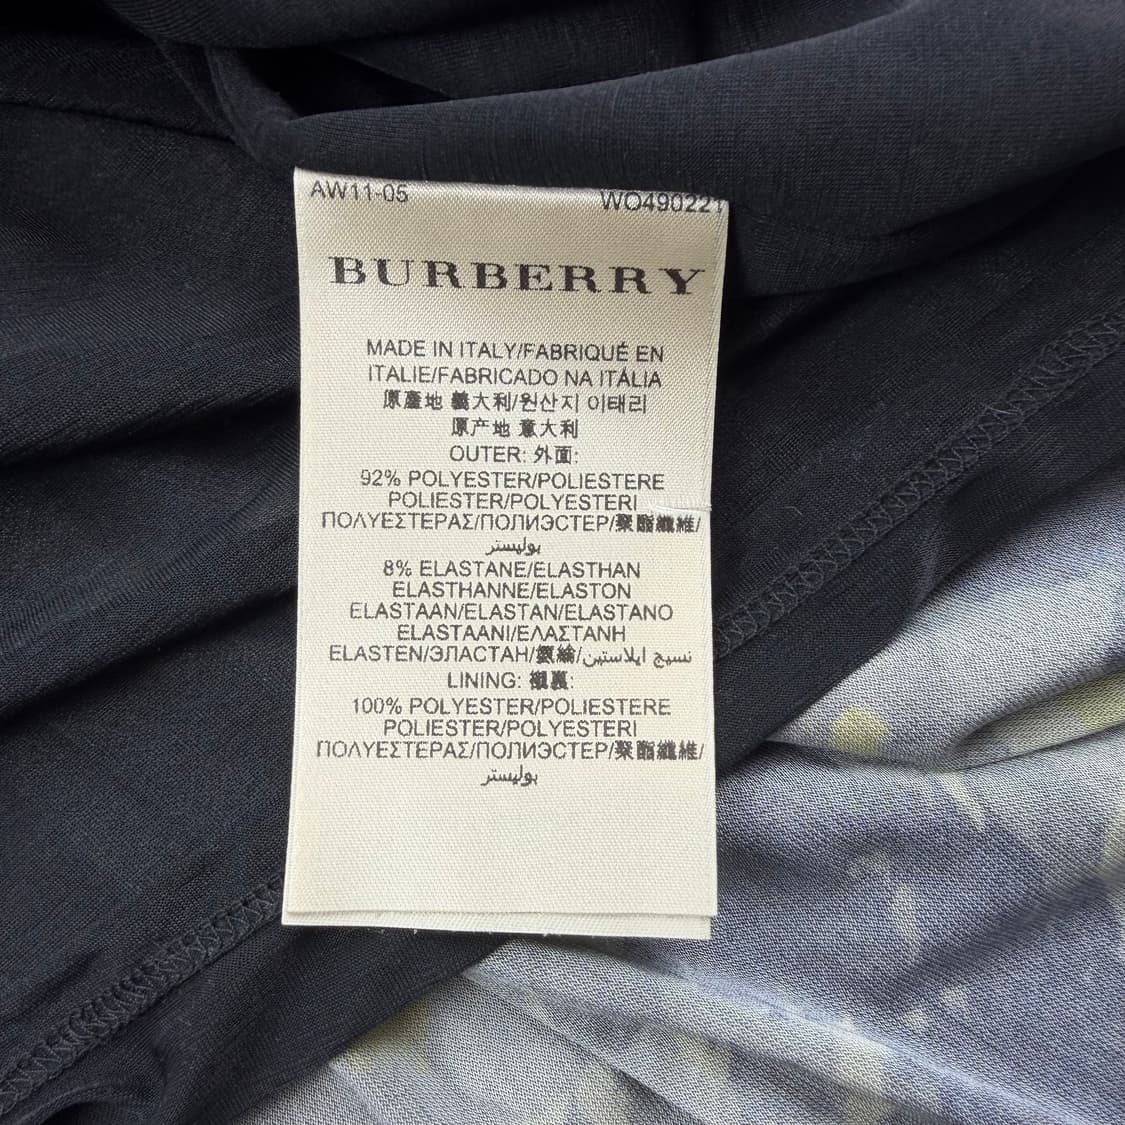 AW11-05 WO490221
BURBERRY
MADE IN ITALY/FABRIQUÉ EN
ITALIE/FABRICADO NA ITÁLIA
原產地 義大利/원산지 이태리
原产地 意大利
OUTER: 外面:
92% POLYESTER/POLIESTERE
POLIESTER/POLYESTERI
ΠΟΛΥΕΣΤΕΡΑΣ/ПОЛИЭСТЕР/聚酯纖維/
بوليستر
8% ELASTANE/ELASTHAN
ELASTHANNE/ELASTON
ELASTAAN/ELASTAN/ELASTANO
ELASTAANI/ΕΛΑΣΤΑΝΗ
ELASTEN/ЭЛАСТАН/氨綸/نسيج ايلاستين
LINING: 襯裏:
100% POLYESTER/POLIESTERE
POLIESTER/POLYESTERI
ΠΟΛΥΕΣΤΕΡΑΣ/ПОЛИЭСТЕР/聚酯纖維/
بوليستر